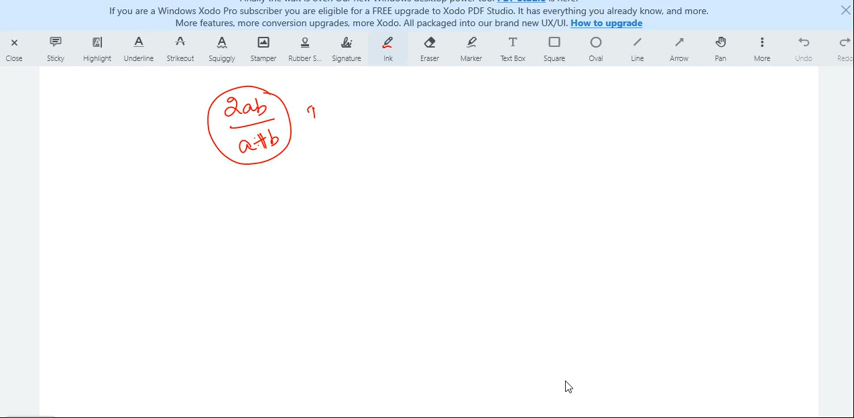 If you are a Windows Xodo Pro subscriber you are eligible for a FREE upgrade to Xodo PDF Studio. It has everything you already know, and more.
More features, more conversion upgrades, more Xodo. All packaged into our brand new UX/UI. How to upgrade
Close Sticky Highlight Underline Strikeout Squiggly Stamper Rubber S... Signature Ink Eraser Marker Text Box Square Oval Line Arrow Pan More Undo Redo
2ab
a+b